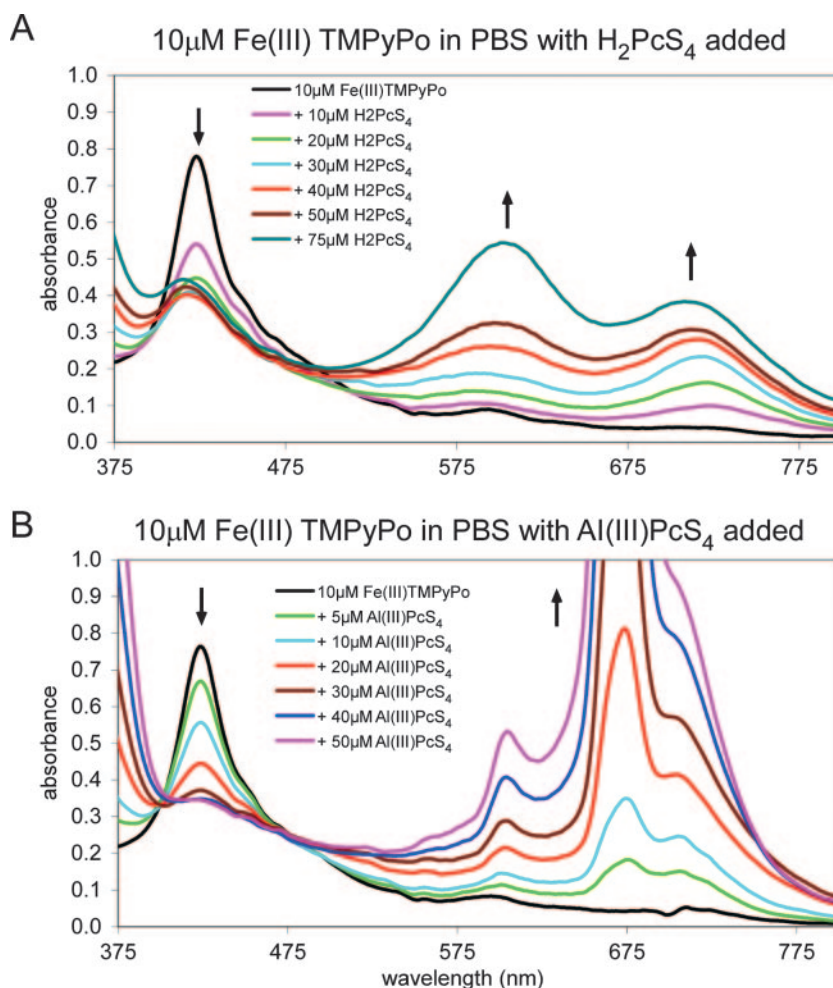 A
10µM Fe(III) TMPyPo in PBS with H₂PcS₄ added
1.0
0.9
0.8
0.7
0.6
0.5
0.4
0.3
0.2
0.1
0.0
absorbance
10µM Fe(III)TMPyPo
+ 10µM H2PcS₄
+ 20µM H2PcS₄
+ 30µM H2PcS₄
+ 40µM H2PcS₄
+ 50µM H2PcS₄
+ 75µM H2PcS₄
375 475 575 675 775
B
10µM Fe(III) TMPyPo in PBS with Al(III)PcS₄ added
1.0
0.9
0.8
0.7
0.6
0.5
0.4
0.3
0.2
0.1
0.0
absorbance
10µM Fe(III)TMPyPo
+ 5µM Al(III)PcS₄
+ 10µM Al(III)PcS₄
+ 20µM Al(III)PcS₄
+ 30µM Al(III)PcS₄
+ 40µM Al(III)PcS₄
+ 50µM Al(III)PcS₄
375 475 575 675 775
wavelength (nm)